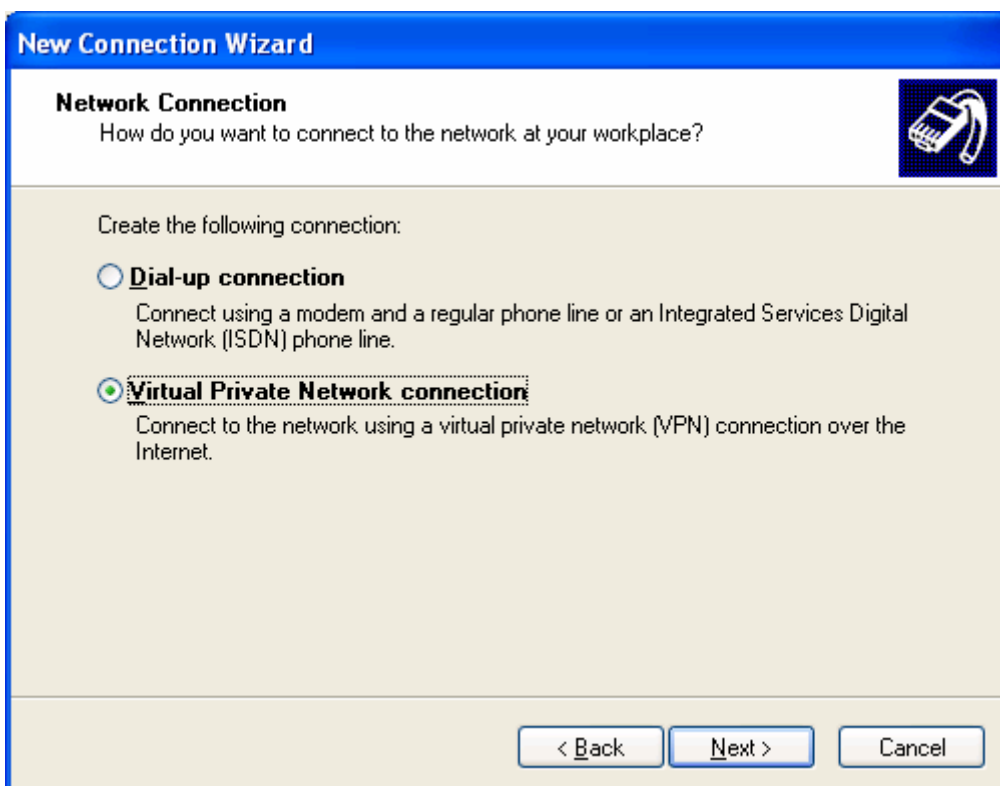 New Connection Wizard
Network Connection
How do you want to connect to the network at your workplace?
Create the following connection:
Dial-up connection
Connect using a modem and a regular phone line or an Integrated Services Digital
Network (ISDN) phone line.
Virtual Private Network connection
Connect to the network using a virtual private network (VPN) connection over the
Internet.
< Back Next > Cancel